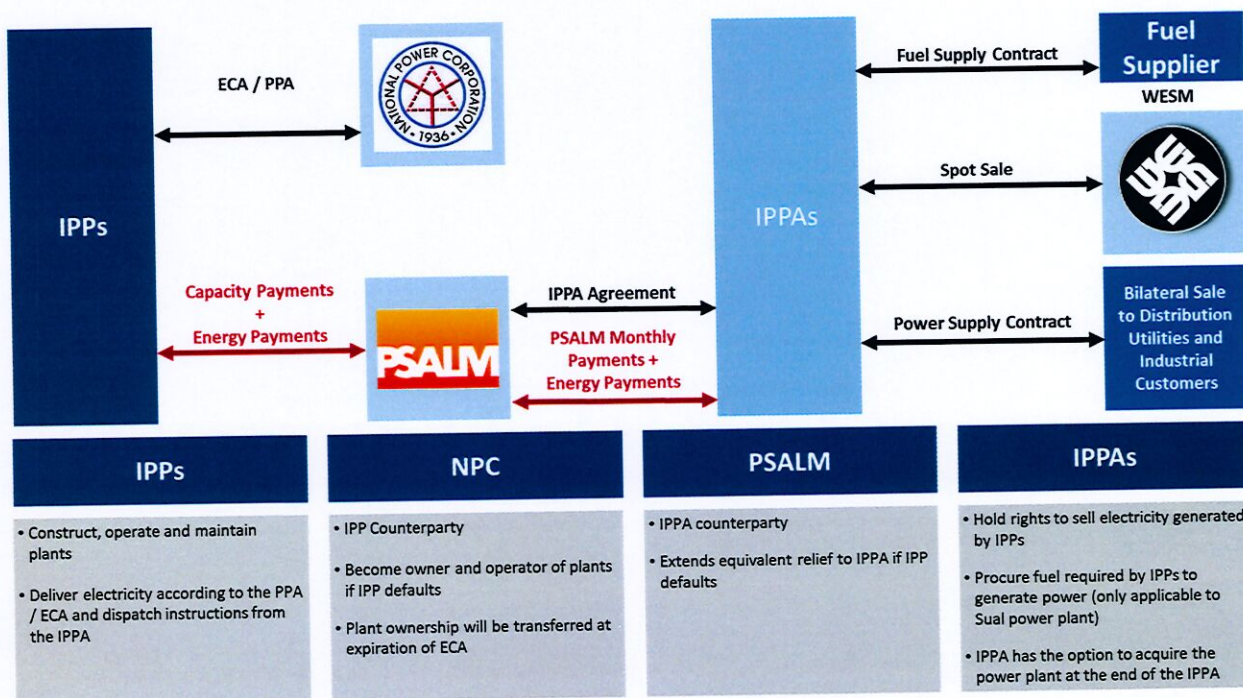 ECA / PPA
NATIONAL POWER CORPORATION
• 1936 •
Fuel Supply Contract
Fuel
Supplier
WESM
Spot Sale
IPPs
IPPAs
Capacity Payments
+
Energy Payments
PSALM
IPPA Agreement
PSALM Monthly
Payments +
Energy Payments
Power Supply Contract
Bilateral Sale
to Distribution
Utilities and
Industrial
Customers
IPPs
• Construct, operate and maintain
plants
• Deliver electricity according to the PPA
/ ECA and dispatch instructions from
the IPPA
NPC
• IPP Counterparty
• Become owner and operator of plants
if IPP defaults
• Plant ownership will be transferred at
expiration of ECA
PSALM
• IPPA counterparty
• Extends equivalent relief to IPPA if IPP
defaults
IPPAs
• Hold rights to sell electricity generated
by IPPs
• Procure fuel required by IPPs to
generate power (only applicable to
Sual power plant)
• IPPA has the option to acquire the
power plant at the end of the IPPA